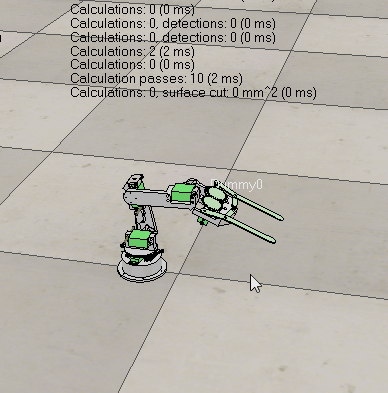 Calculations: 0 (0 ms)
Calculations: 0, detections: 0 (0 ms)
Calculations: 0, detections: 0 (0 ms)
Calculations: 2 (2 ms)
Calculations: 0 (0 ms)
Calculation passes: 10 (2 ms)
Calculations: 0, surface cut: 0 mm^2 (0 ms)
Dummy0